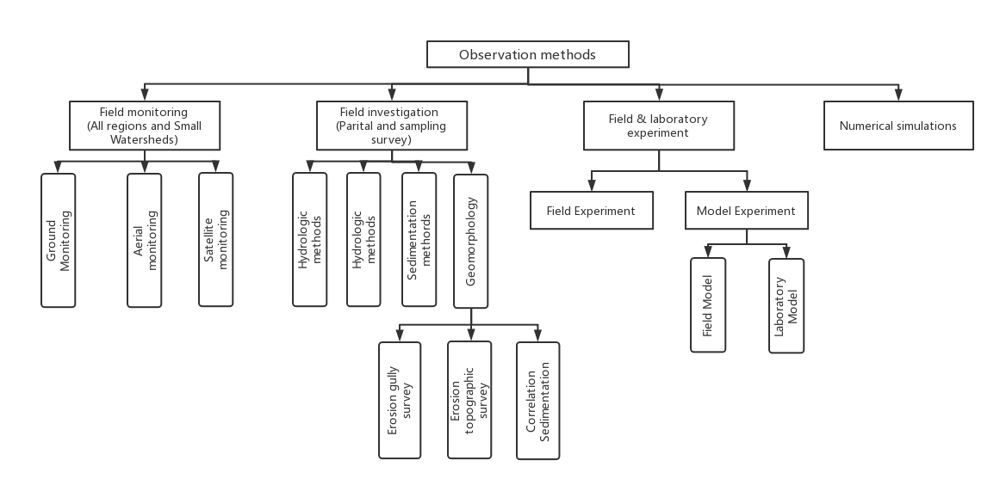 Observation methods
Field monitoring
(All regions and Small
Watersheds)
Field investigation
(Parital and sampling
survey)
Field & laboratory
experiment
Numerical simulations
Ground
Monitoring
Aerial
monitoring
Satellite
monitoring
Hydrologic
methods
Hydrologic
methods
Sedimentation
methords
Geomorphology
Field Experiment
Model Experiment
Field Model
Laboratory
Model
Erosion gully
survey
Erosion
topographic
survey
Correlation
Sedimentation